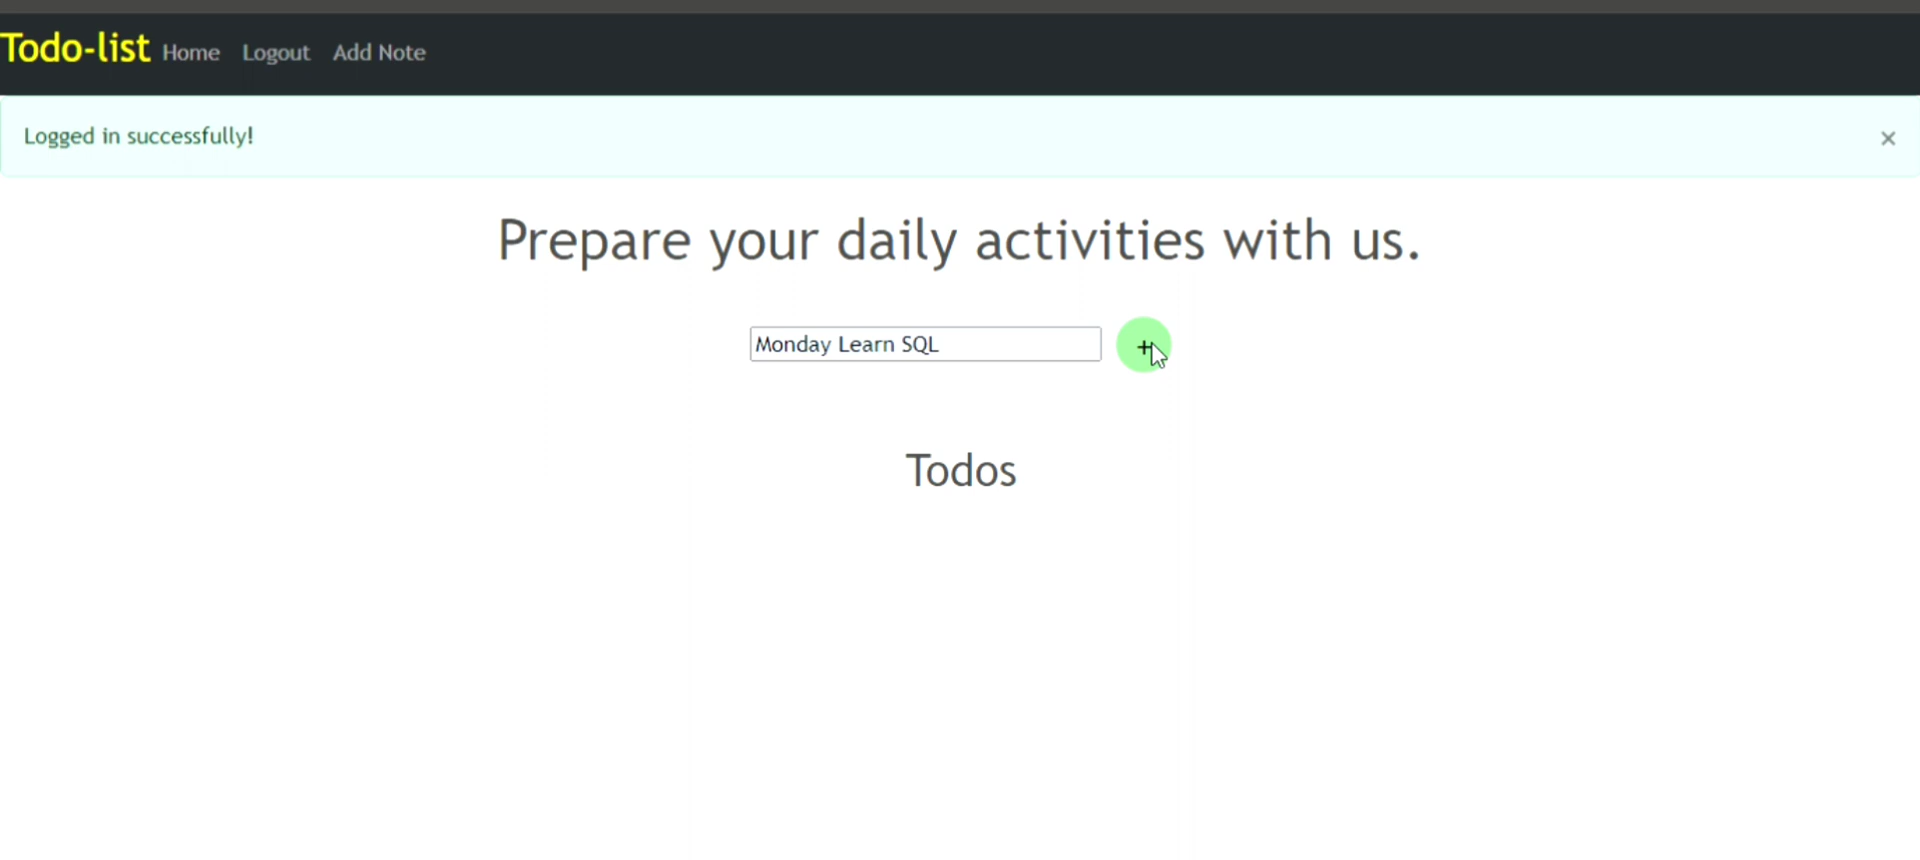 Todo-list Home Logout Add Note
Logged in successfully! ×
Prepare your daily activities with us.
Monday Learn SQL +
Todos